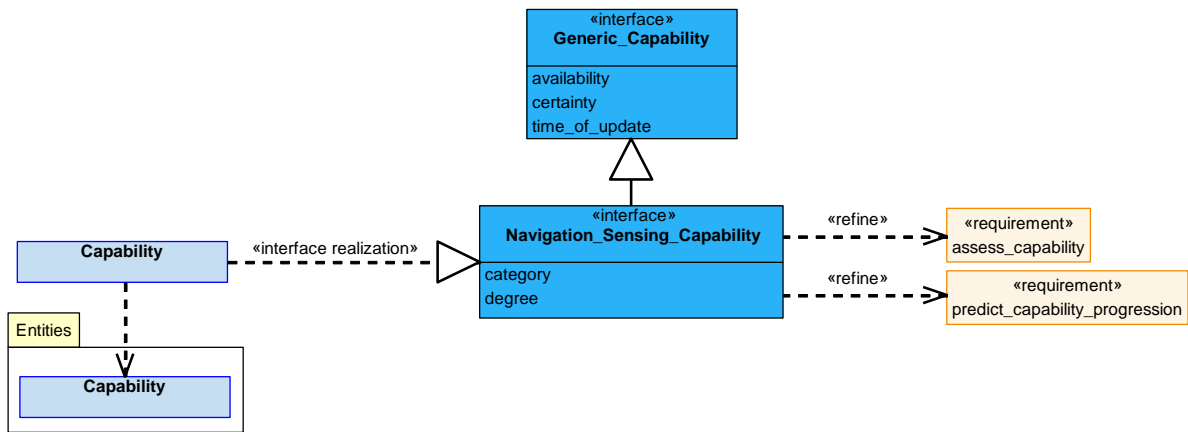 «interface»
Generic_Capability
availability
certainty
time_of_update
«interface»
Navigation_Sensing_Capability
category
degree
Capability
«interface realization»
«refine»
«requirement»
assess_capability
«refine»
«requirement»
predict_capability_progression
Entities
Capability